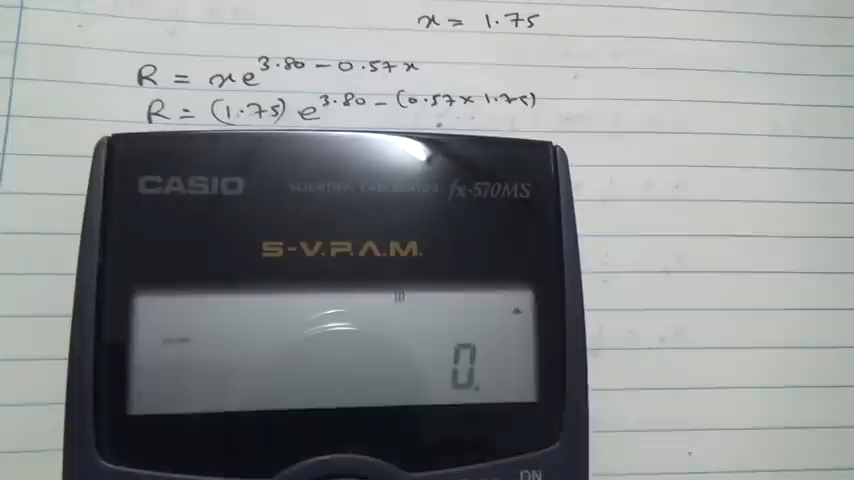 x = 1.75
R = xe^3.80 - 0.57x
R = (1.75) e^3.80 - (0.57 x 1.75)
CASIO SCIENTIFIC CALCULATOR fx-570MS
S-V.P.A.M.
D
0.
ON